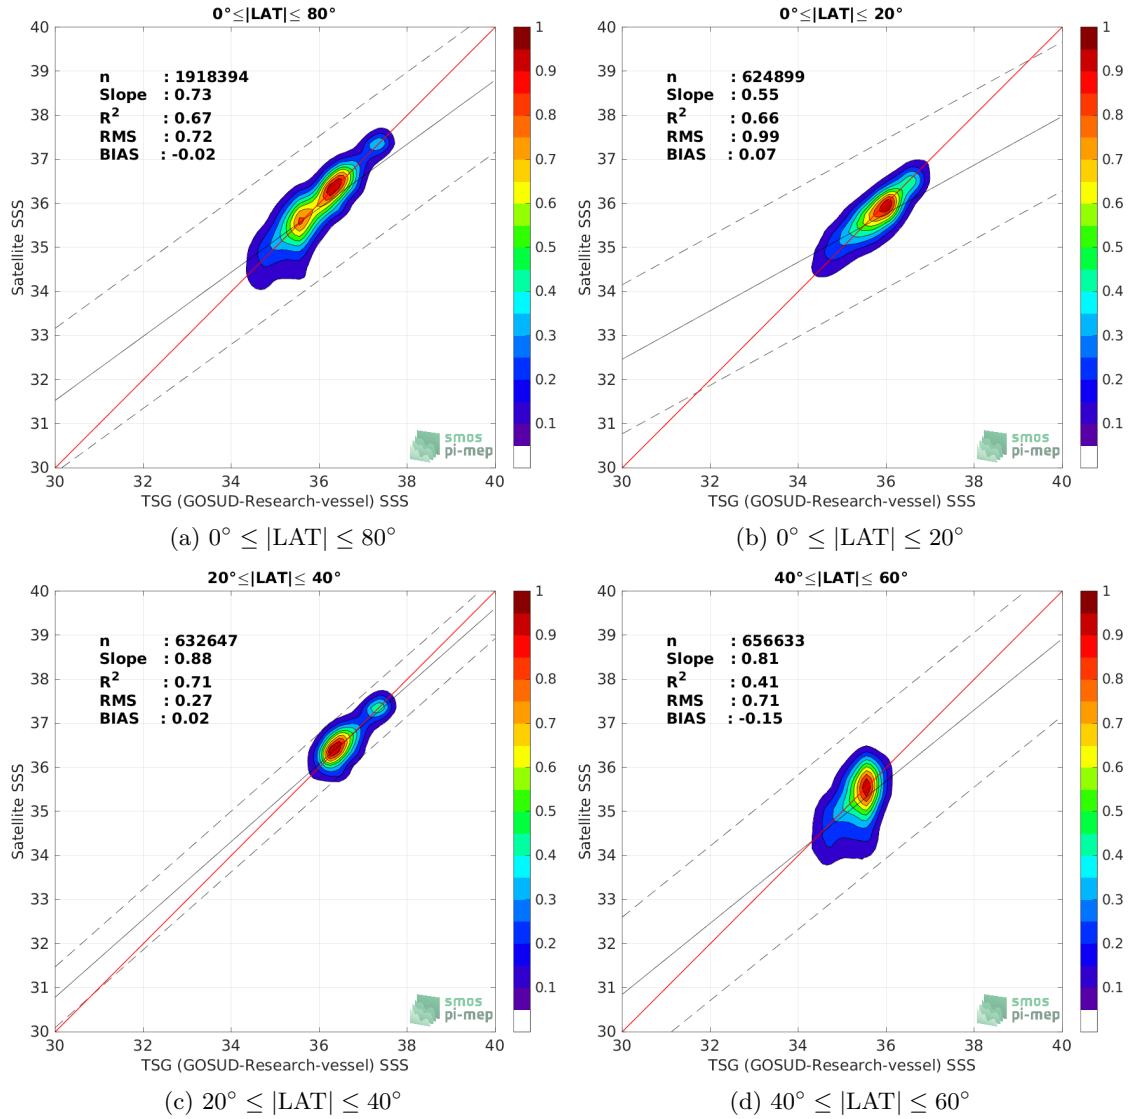 0°≤|LAT|≤ 80°
40
39
38
37
36
35
34
33
32
31
30
30
32
34
36
38
40
Satellite SSS
TSG (GOSUD-Research-vessel) SSS
n : 1918394
Slope : 0.73
R² : 0.67
RMS : 0.72
BIAS : -0.02
smos
pi-mep
1
0.9
0.8
0.7
0.6
0.5
0.4
0.3
0.2
0.1
(a) 0° ≤ |LAT| ≤ 80°
0°≤|LAT|≤ 20°
40
39
38
37
36
35
34
33
32
31
30
30
32
34
36
38
40
Satellite SSS
TSG (GOSUD-Research-vessel) SSS
n : 624899
Slope : 0.55
R² : 0.66
RMS : 0.99
BIAS : 0.07
smos
pi-mep
1
0.9
0.8
0.7
0.6
0.5
0.4
0.3
0.2
0.1
(b) 0° ≤ |LAT| ≤ 20°
20°≤|LAT|≤ 40°
40
39
38
37
36
35
34
33
32
31
30
30
32
34
36
38
40
Satellite SSS
TSG (GOSUD-Research-vessel) SSS
n : 632647
Slope : 0.88
R² : 0.71
RMS : 0.27
BIAS : 0.02
smos
pi-mep
1
0.9
0.8
0.7
0.6
0.5
0.4
0.3
0.2
0.1
(c) 20° ≤ |LAT| ≤ 40°
40°≤|LAT|≤ 60°
40
39
38
37
36
35
34
33
32
31
30
30
32
34
36
38
40
Satellite SSS
TSG (GOSUD-Research-vessel) SSS
n : 656633
Slope : 0.81
R² : 0.41
RMS : 0.71
BIAS : -0.15
smos
pi-mep
1
0.9
0.8
0.7
0.6
0.5
0.4
0.3
0.2
0.1
(d) 40° ≤ |LAT| ≤ 60°